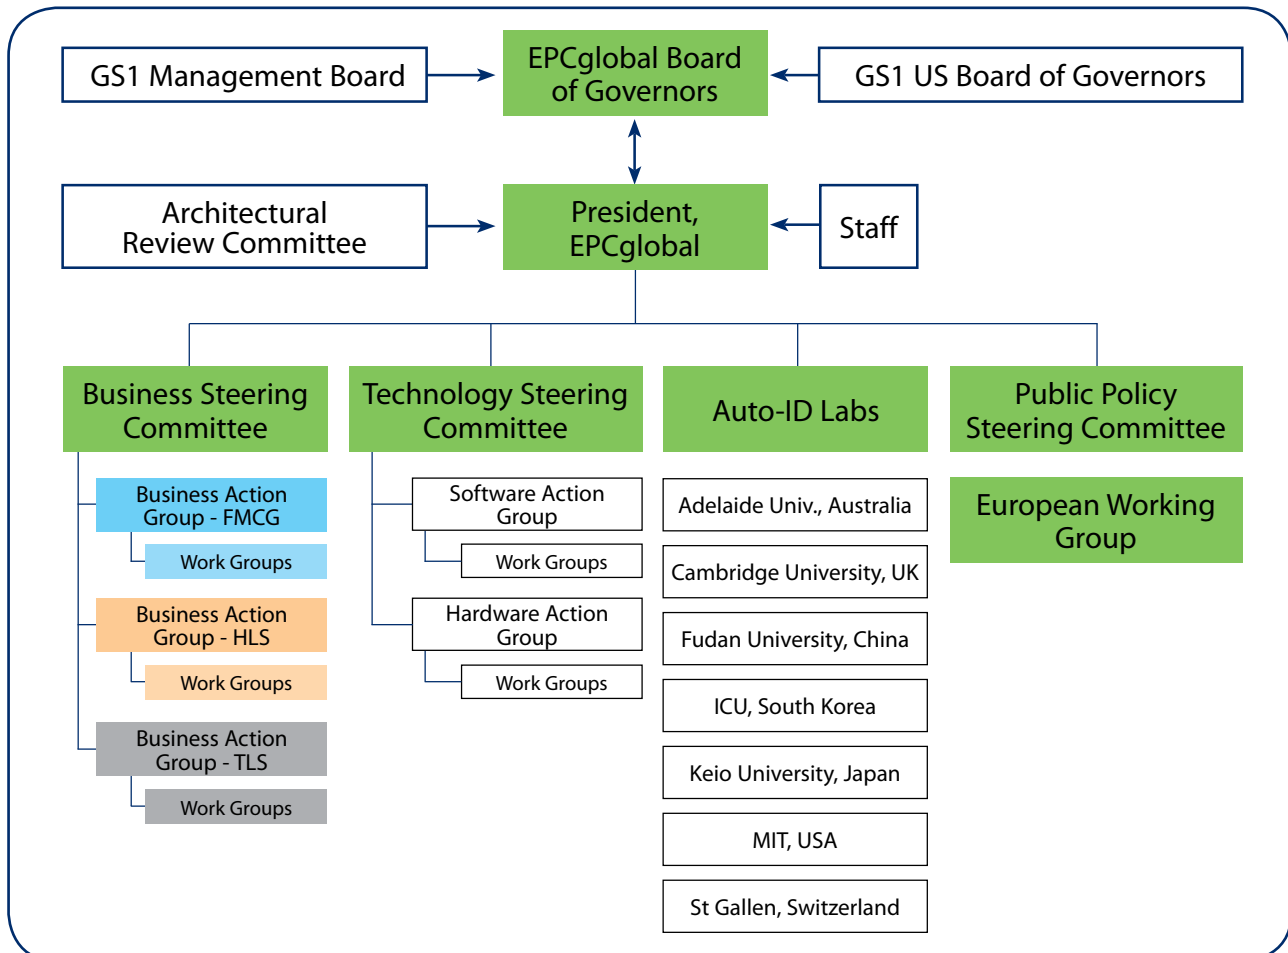 GS1 Management Board
EPCglobal Board
of Governors
GS1 US Board of Governors
Architectural
Review Committee
President,
EPCglobal
Staff
Business Steering
Committee
Technology Steering
Committee
Auto-ID Labs
Public Policy
Steering Committee
Business Action
Group - FMCG
Work Groups
Business Action
Group - HLS
Work Groups
Business Action
Group - TLS
Work Groups
Software Action
Group
Work Groups
Hardware Action
Group
Work Groups
Adelaide Univ., Australia
Cambridge University, UK
Fudan University, China
ICU, South Korea
Keio University, Japan
MIT, USA
St Gallen, Switzerland
European Working
Group